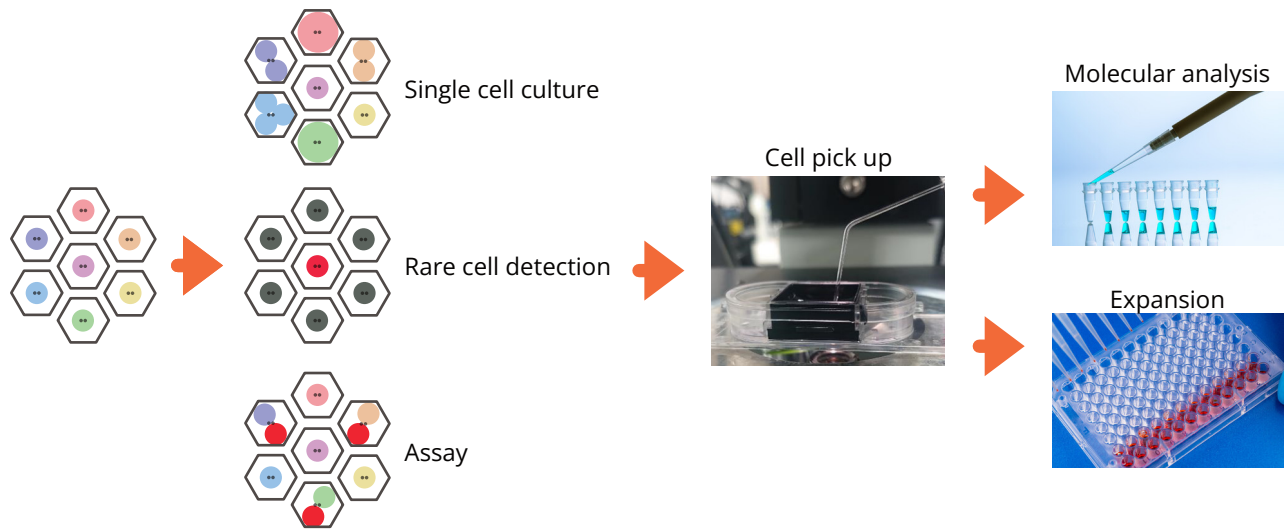 Single cell culture
Rare cell detection
Assay
Cell pick up
Molecular analysis
Expansion